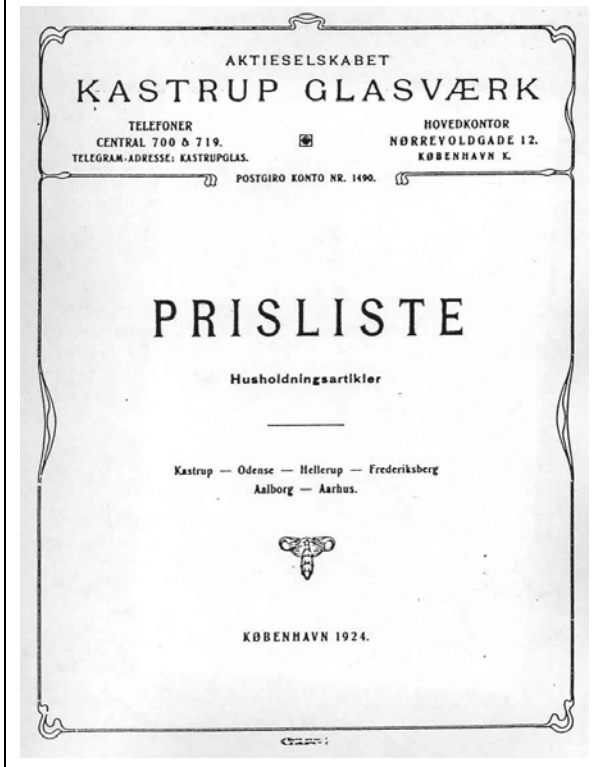 AKTIESELSKABET
KASTRUP GLASVÆRK
TELEFONER
CENTRAL 700 & 719.
TELEGRAM-ADRESSE: KASTRUPGLAS.
HOVEDKONTOR
NØRREVOLDGADE 12.
KØBENHAVN K.
POSTGIRO KONTO NR. 1490.
PRISLISTE
Husholdningsartikler
Kastrup — Odense — Hellerup — Frederiksberg
Aalborg — Aarhus.
KØBENHAVN 1924.